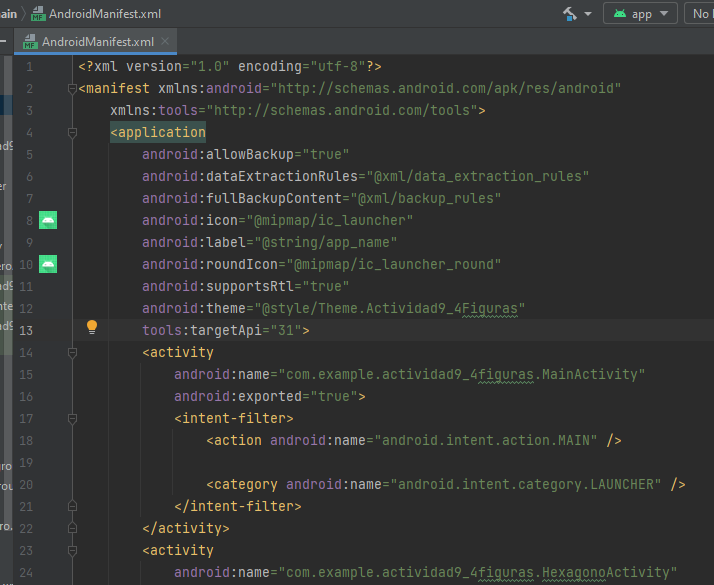 ain AndroidManifest.xml app No
AndroidManifest.xml
1 <?xml version="1.0" encoding="utf-8"?>
2 <manifest xmlns:android="http://schemas.android.com/apk/res/android"
3 xmlns:tools="http://schemas.android.com/tools">
4 <application
5 android:allowBackup="true"
6 android:dataExtractionRules="@xml/data_extraction_rules"
7 android:fullBackupContent="@xml/backup_rules"
8 android:icon="@mipmap/ic_launcher"
9 android:label="@string/app_name"
10 android:roundIcon="@mipmap/ic_launcher_round"
11 android:supportsRtl="true"
12 android:theme="@style/Theme.Actividad9_4Figuras"
13 tools:targetApi="31">
14 <activity
15 android:name="com.example.actividad9_4figuras.MainActivity"
16 android:exported="true">
17 <intent-filter>
18 <action android:name="android.intent.action.MAIN" />
19
20 <category android:name="android.intent.category.LAUNCHER" />
21 </intent-filter>
22 </activity>
23 <activity
24 android:name="com.example.actividad9_4figuras.HexagonoActivity"